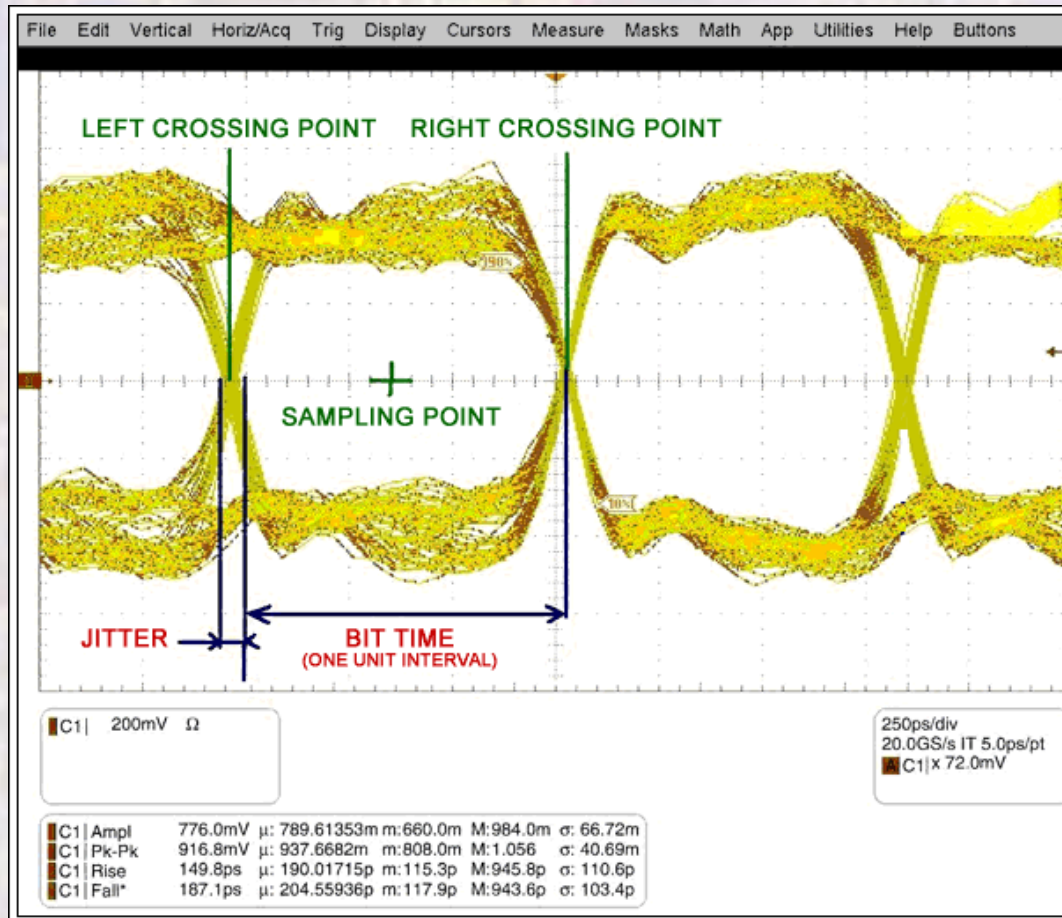 File Edit Vertical Horiz/Acq Trig Display Cursors Measure Masks Math App Utilities Help Buttons
LEFT CROSSING POINT RIGHT CROSSING POINT
90%
SAMPLING POINT
10%
JITTER
BIT TIME
(ONE UNIT INTERVAL)
C1 200mV Ω
250ps/div
20.0GS/s IT 5.0ps/pt
A C1 x 72.0mV
C1 Ampl 776.0mV µ: 789.61353m m:660.0m M:984.0m σ: 66.72m
C1 Pk-Pk 916.8mV µ: 937.6682m m:808.0m M:1.056 σ: 40.69m
C1 Rise 149.8ps µ: 190.01715p m:115.3p M:945.8p σ: 110.6p
C1 Fall* 187.1ps µ: 204.55936p m:117.9p M:943.6p σ: 103.4p